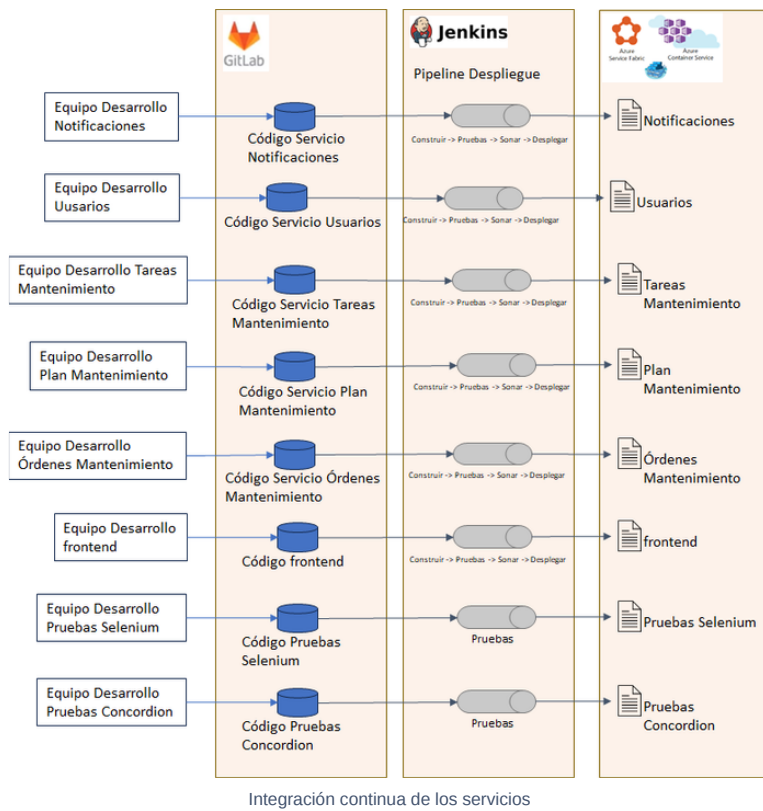 GitLab
Jenkins
Azure
Service Fabric
Azure
Container Service
Pipeline Despliegue
Equipo Desarrollo
Notificaciones
Código Servicio
Notificaciones
Construir -> Pruebas -> Sonar -> Desplegar
Notificaciones
Equipo Desarrollo
Uusarios
Código Servicio Usuarios
Construir -> Pruebas -> Sonar -> Desplegar
Usuarios
Equipo Desarrollo Tareas
Mantenimiento
Código Servicio Tareas
Mantenimiento
Construir -> Pruebas -> Sonar -> Desplegar
Tareas
Mantenimiento
Equipo Desarrollo
Plan Mantenimiento
Código Servicio Plan
Mantenimiento
Construir -> Pruebas -> Sonar -> Desplegar
Plan
Mantenimiento
Equipo Desarrollo
Órdenes Mantenimiento
Código Servicio Órdenes
Mantenimiento
Construir -> Pruebas -> Sonar -> Desplegar
Órdenes
Mantenimiento
Equipo Desarrollo
frontend
Código frontend
Construir -> Pruebas -> Sonar -> Desplegar
frontend
Equipo Desarrollo
Pruebas Selenium
Código Pruebas
Selenium
Pruebas
Pruebas Selenium
Equipo Desarrollo
Pruebas Concordion
Código Pruebas
Concordion
Pruebas
Pruebas
Concordion
Integración continua de los servicios